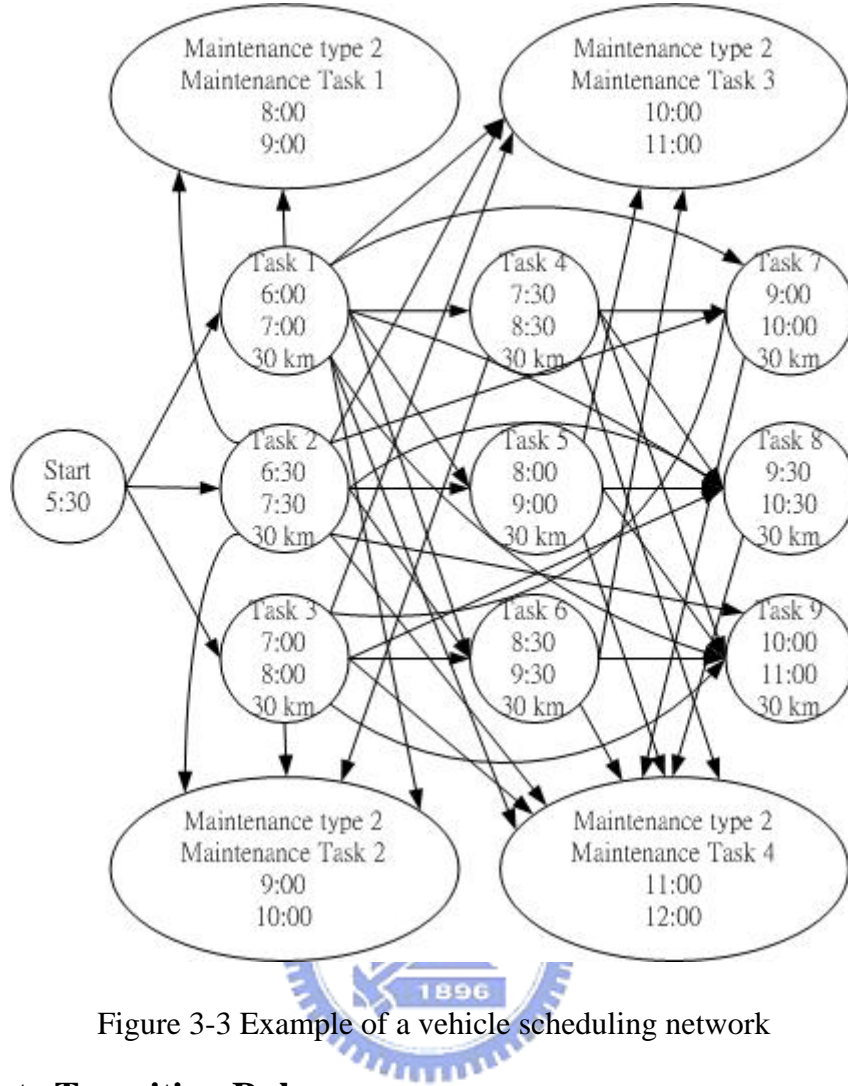 Maintenance type 2
Maintenance Task 1
8:00
9:00
Maintenance type 2
Maintenance Task 3
10:00
11:00
Task 1
6:00
7:00
30 km
Task 4
7:30
8:30
30 km
Task 7
9:00
10:00
30 km
Start
5:30
Task 2
6:30
7:30
30 km
Task 5
8:00
9:00
30 km
Task 8
9:30
10:30
30 km
Task 3
7:00
8:00
30 km
Task 6
8:30
9:30
30 km
Task 9
10:00
11:00
30 km
Maintenance type 2
Maintenance Task 2
9:00
10:00
Maintenance type 2
Maintenance Task 4
11:00
12:00
1896
Figure 3-3 Example of a vehicle scheduling network